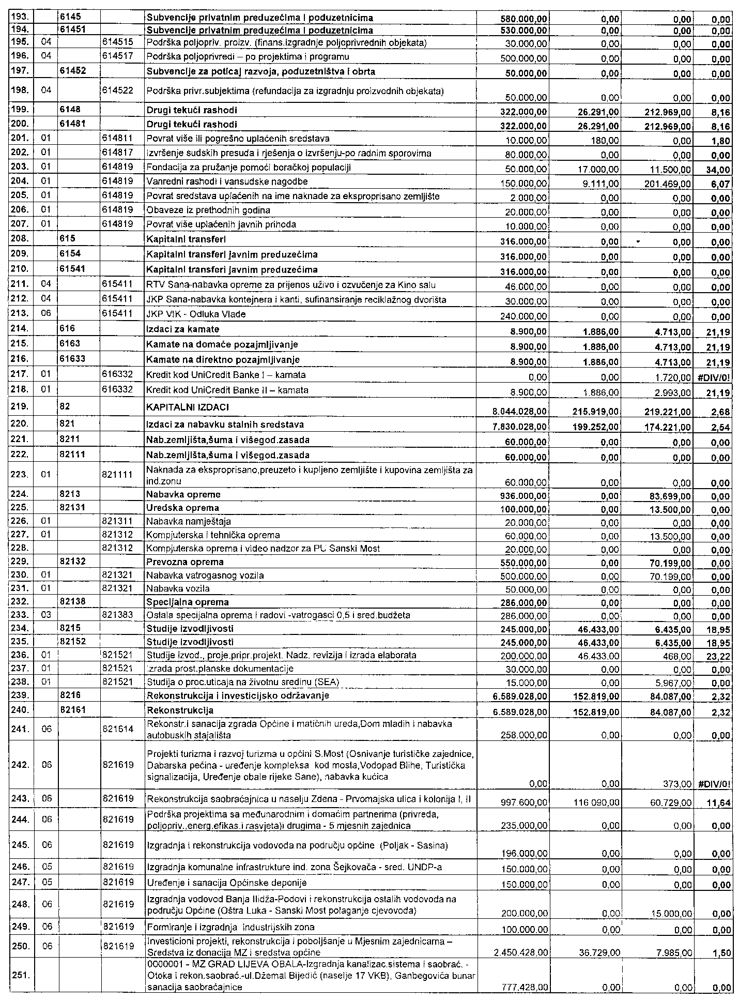 193. 6145 Subvencije privatnim preduzećima i poduzetnicima 580.000,00 0,00 0,00 0,00
194. 61451 Subvencije privatnim preduzećima i poduzetnicima 530.000,00 0,00 0,00 0,00
195. 04 614515 Podrška poljopriv. proizv. (finans.izgradnje poljoprivrednih objekata) 30.000,00 0,00 0,00 0,00
196. 04 614517 Podrška poljoprivredi – po projektima i programu 500.000,00 0,00 0,00 0,00
197. 61452 Subvencije za poticaj razvoja, poduzetništva i obrta 50.000,00 0,00 0,00 0,00
198. 04 614522 Podrška privr.subjektima (refundacija za izgradnju proizvodnih objekata) 50.000,00 0,00 0,00 0,00
199. 6148 Drugi tekući rashodi 322.000,00 26.291,00 212.969,00 8,16
200. 61481 Drugi tekući rashodi 322.000,00 26.291,00 212.969,00 8,16
201. 01 614811 Povrat više ili pogrešno uplaćenih sredstava 10.000,00 180,00 0,00 1,80
202. 01 614817 Izvršenje sudskih presuda i rješenja o izvršenju-po radnim sporovima 80.000,00 0,00 0,00 0,00
203. 01 614819 Fondacija za pružanje pomoći boračkoj populaciji 50.000,00 17.000,00 11.500,00 34,00
204. 01 614819 Vanredni rashodi i vansudske nagodbe 150.000,00 9.111,00 201.469,00 6,07
205. 01 614819 Povrat sredstava uplaćenih na ime naknade za eksproprisano zemljište 2.000,00 0,00 0,00 0,00
206. 01 614819 Obaveze iz prethodnih godina 20.000,00 0,00 0,00 0,00
207. 01 614819 Povrat više uplaćenih javnih prihoda 10.000,00 0,00 0,00 0,00
208. 615 Kapitalni transferi 316.000,00 0,00 0,00 0,00
209. 6154 Kapitalni transferi javnim preduzećima 316.000,00 0,00 0,00 0,00
210. 61541 Kapitalni transferi javnim preduzećima 316.000,00 0,00 0,00 0,00
211. 04 615411 RTV Sana-nabavka opreme za prijenos uživo i ozvučenje za Kino salu 46.000,00 0,00 0,00 0,00
212. 04 615411 JKP Sana-nabavka kontejnera i kanti, sufinansiranje reciklažnog dvorišta 30.000,00 0,00 0,00 0,00
213. 06 615411 JKP VIK - Odluka Vlade 240.000,00 0,00 0,00 0,00
214. 616 Izdaci za kamate 8.900,00 1.886,00 4.713,00 21,19
215. 6163 Kamate na domaće pozajmljivanje 8.900,00 1.886,00 4.713,00 21,19
216. 61633 Kamate na direktno pozajmljivanje 8.900,00 1.886,00 4.713,00 21,19
217. 01 616332 Kredit kod UniCredit Banke I – kamata 0,00 0,00 1.720,00 #DIV/0!
218. 01 616332 Kredit kod UniCredit Banke II – kamata 8.900,00 1.886,00 2.993,00 21,19
219. 82 KAPITALNI IZDACI 8.044.028,00 215.919,00 219.221,00 2,68
220. 821 Izdaci za nabavku stalnih sredstava 7.830.028,00 199.252,00 174.221,00 2,54
221. 8211 Nab.zemljišta,šuma i višegod.zasada 60.000,00 0,00 0,00 0,00
222. 82111 Nab.zemljišta,šuma i višegod.zasada 60.000,00 0,00 0,00 0,00
223. 01 821111 Naknada za eksproprisano,preuzeto i kupljeno zemljište i kupovina zemljišta za
ind.zonu 60.000,00 0,00 0,00 0,00
224. 8213 Nabavka opreme 936.000,00 0,00 83.699,00 0,00
225. 82131 Uredska oprema 100.000,00 0,00 13.500,00 0,00
226. 01 821311 Nabavka namještaja 20.000,00 0,00 0,00 0,00
227. 01 821312 Kompjuterska i tehnička oprema 60.000,00 0,00 13.500,00 0,00
228. 821312 Kompjuterska oprema i video nadzor za PU Sanski Most 20.000,00 0,00 0,00 0,00
229. 82132 Prevozna oprema 550.000,00 0,00 70.199,00 0,00
230. 01 821321 Nabavka vatrogasnog vozila 500.000,00 0,00 70.199,00 0,00
231. 01 821321 Nabavka vozila 50.000,00 0,00 0,00 0,00
232. 82138 Specijalna oprema 286.000,00 0,00 0,00 0,00
233. 03 821383 Ostala specijalna oprema i radovi -vatrogasci 0,5 i sred.budžeta 286.000,00 0,00 0,00 0,00
234. 8215 Studije izvodljivosti 245.000,00 46.433,00 6.435,00 18,95
235. 82152 Studije izvodljivosti 245.000,00 46.433,00 6.435,00 18,95
236. 01 821521 Studije izvod., proje.pripr.projekt. Nadz. revizija i izrada elaborata 200.000,00 46.433,00 468,00 23,22
237. 01 821521 Izrada prost.planske dokumentacije 30.000,00 0,00 0,00 0,00
238. 01 821521 Studija o proc.uticaja na životnu sredinu (SEA) 15.000,00 0,00 5.967,00 0,00
239. 8216 Rekonstrukcija i investicijsko održavanje 6.589.028,00 152.819,00 84.087,00 2,32
240. 82161 Rekonstrukcija 6.589.028,00 152.819,00 84.087,00 2,32
241. 06 821614 Rekonstr.i sanacija zgrada Općine i matičnih ureda,Dom mladih i nabavka
autobuskih stajališta 258.000,00 0,00 0,00 0,00
242. 06 821619 Projekti turizma i razvoj turizma u općini S.Most (Osnivanje turističke zajednice,
Dabarska pećina - uređenje kompleksa kod mosta,Vodopad Blihe, Turistička
signalizacija, Uređenje obale rijeke Sane), nabavka kućica 0,00 0,00 373,00 #DIV/0!
243. 06 821619 Rekonstrukcija saobraćajnica u naselju Zdena - Prvomajska ulica i kolonija I, II 997.600,00 116.090,00 60.729,00 11,64
244. 06 821619 Podrška projektima sa međunarodnim i domaćim partnerima (privreda,
poljopriv.,energ.efikas.i rasvjeta)i drugima - 5 mjesnih zajednica 235.000,00 0,00 0,00 0,00
245. 06 821619 Izgradnja i rekonstrukcija vodovoda na području općine (Poljak - Sasina) 196.000,00 0,00 0,00 0,00
246. 05 821619 Izgradnja komunalne infrastrukture ind. zona Šejkovača - sred. UNDP-a 150.000,00 0,00 0,00 0,00
247. 05 821619 Uređenje i sanacija Općinske deponije 150.000,00 0,00 0,00 0,00
248. 06 821619 Izgradnja vodovod Banja Ilidža-Podovi i rekonstrukcija ostalih vodovoda na
području Općine (Oštra Luka - Sanski Most polaganje cjevovoda) 200.000,00 0,00 15.000,00 0,00
249. 06 821619 Formiranje i izgradnja industrijskih zona 100.000,00 0,00 0,00 0,00
250. 06 821619 Investicioni projekti, rekonstrukcija i poboljšanje u Mjesnim zajednicama –
Sredstva iz donacija MZ i sredstva općine 2.450.428,00 36.729,00 7.985,00 1,50
251. 0000001 - MZ GRAD LIJEVA OBALA-Izgradnja kanalizac.sistema i saobrać. -
Otoka i rekon.saobrać.-ul.Džemal Bijedić (naselje 17 VKB), Ganbegovića bunar
sanacija saobraćajnice 777.428,00 0,00 0,00 0,00